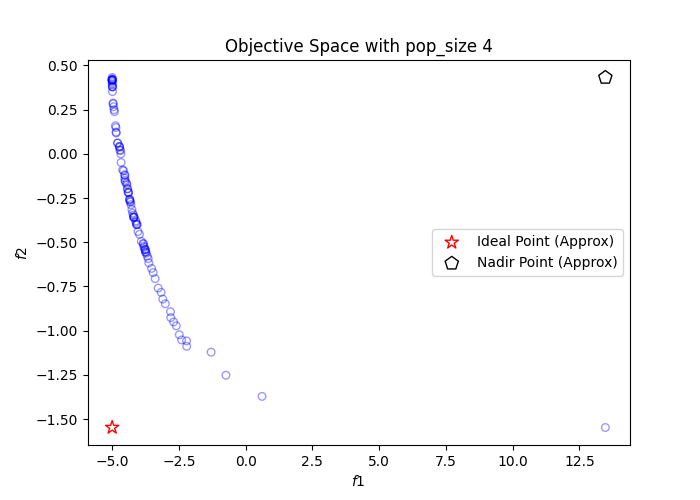 Objective Space with pop_size 4
0.50
0.25
0.00
−0.25
−0.50
−0.75
−1.00
−1.25
−1.50
f2
Ideal Point (Approx)
Nadir Point (Approx)
−5.0 −2.5 0.0 2.5 5.0 7.5 10.0 12.5
f1